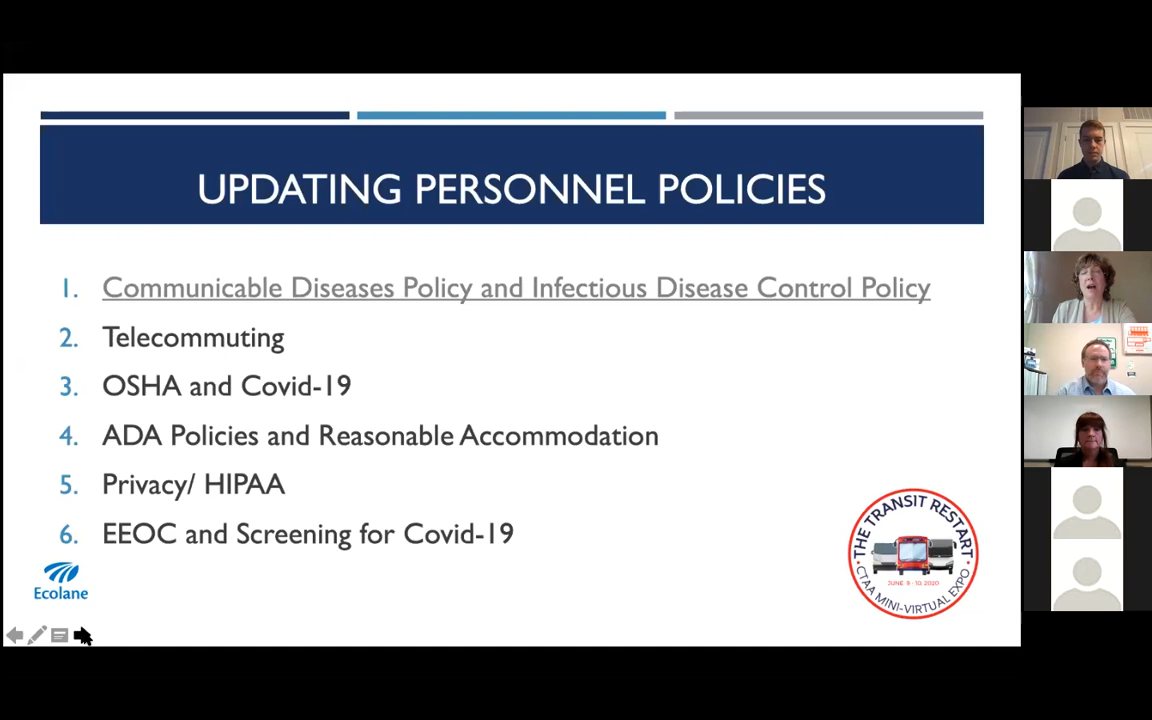 UPDATING PERSONNEL POLICIES
1. Communicable Diseases Policy and Infectious Disease Control Policy
2. Telecommuting
3. OSHA and Covid-19
4. ADA Policies and Reasonable Accommodation
5. Privacy/ HIPAA
6. EEOC and Screening for Covid-19
Ecolane
THE TRANSIT RESTART
JUNE 9 - 10, 2020
CTAA MINI-VIRTUAL EXPO